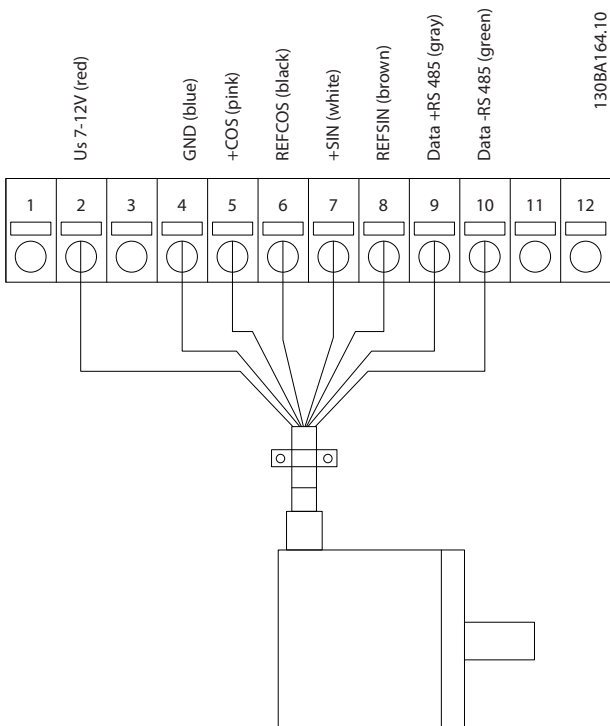 Us 7-12V (red)
GND (blue)
+COS (pink)
REFCOS (black)
+SIN (white)
REFSIN (brown)
Data +RS 485 (gray)
Data -RS 485 (green)
130BA164.10
1 2 3 4 5 6 7 8 9 10 11 12